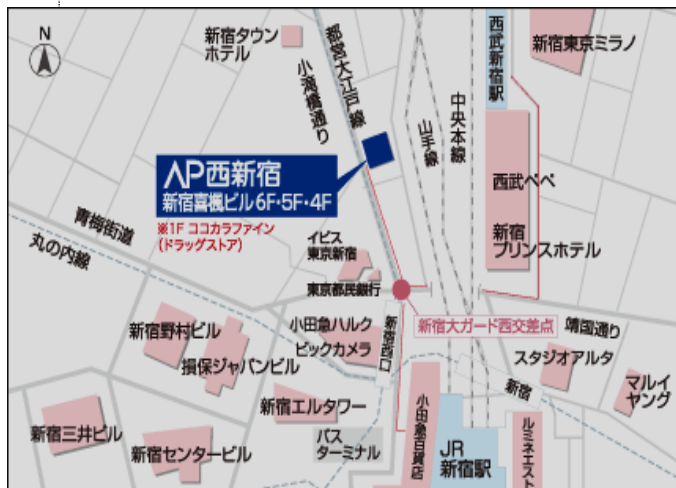 N
新宿タウン
ホテル
都営大江戸線
小滝橋通り
西武新宿駅
新宿東京ミラノ
山手線
中央本線
AP西新宿
新宿喜楓ビル6F・5F・4F
※1F ココカラファイン
(ドラッグストア)
西武ペペ
新宿
プリンスホテル
青梅街道
丸の内線
イビス
東京新宿
東京都民銀行
新宿大ガード西交差点
靖国通り
新宿野村ビル
損保ジャパンビル
小田急ハルク
ビックカメラ
新宿西口
スタジオアルタ
新宿
マルイ
ヤング
新宿エルタワー
小田急百貨店
ルミネエスト
新宿三井ビル
新宿センタービル
バス
ターミナル
JR
新宿駅